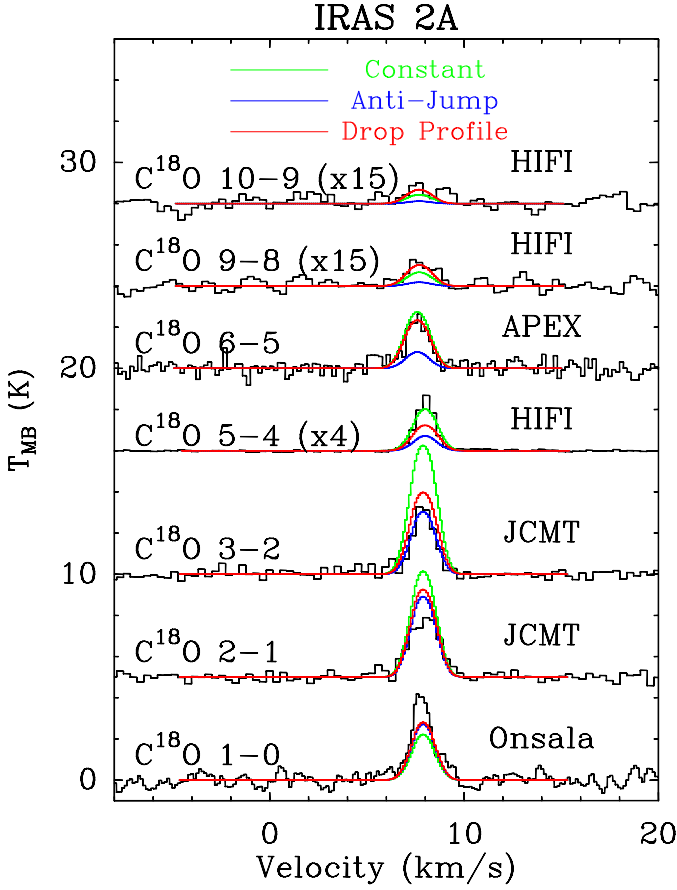 IRAS 2A
Constant
Anti-Jump
Drop Profile
30
C¹⁸O 10-9 (x15)
HIFI
C¹⁸O 9-8 (x15)
HIFI
C¹⁸O 6-5
APEX
20
C¹⁸O 5-4 (x4)
HIFI
T_MB (K)
C¹⁸O 3-2
JCMT
10
C¹⁸O 2-1
JCMT
C¹⁸O 1-0
Onsala
0
0 10 20
Velocity (km/s)